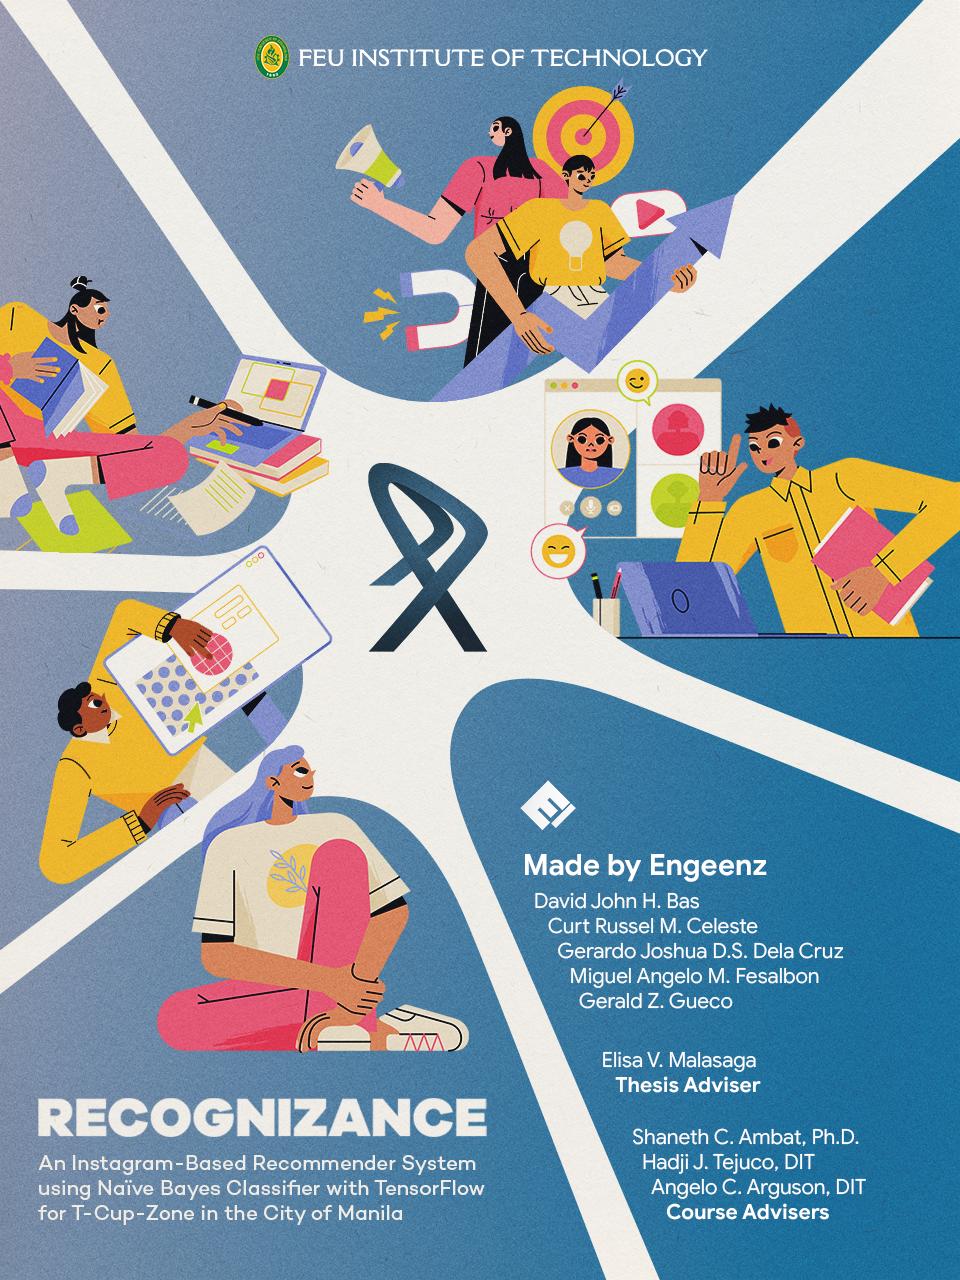 FEU INSTITUTE OF TECHNOLOGY
Made by Engeenz
David John H. Bas
Curt Russel M. Celeste
Gerardo Joshua D.S. Dela Cruz
Miguel Angelo M. Fesalbon
Gerald Z. Gueco
Elisa V. Malasaga
Thesis Adviser
Shaneth C. Ambat, Ph.D.
Hadji J. Tejuco, DIT
Angelo C. Arguson, DIT
Course Advisers
RECOGNIZANCE
An Instagram-Based Recommender System
using Naïve Bayes Classifier with TensorFlow
for T-Cup-Zone in the City of Manila